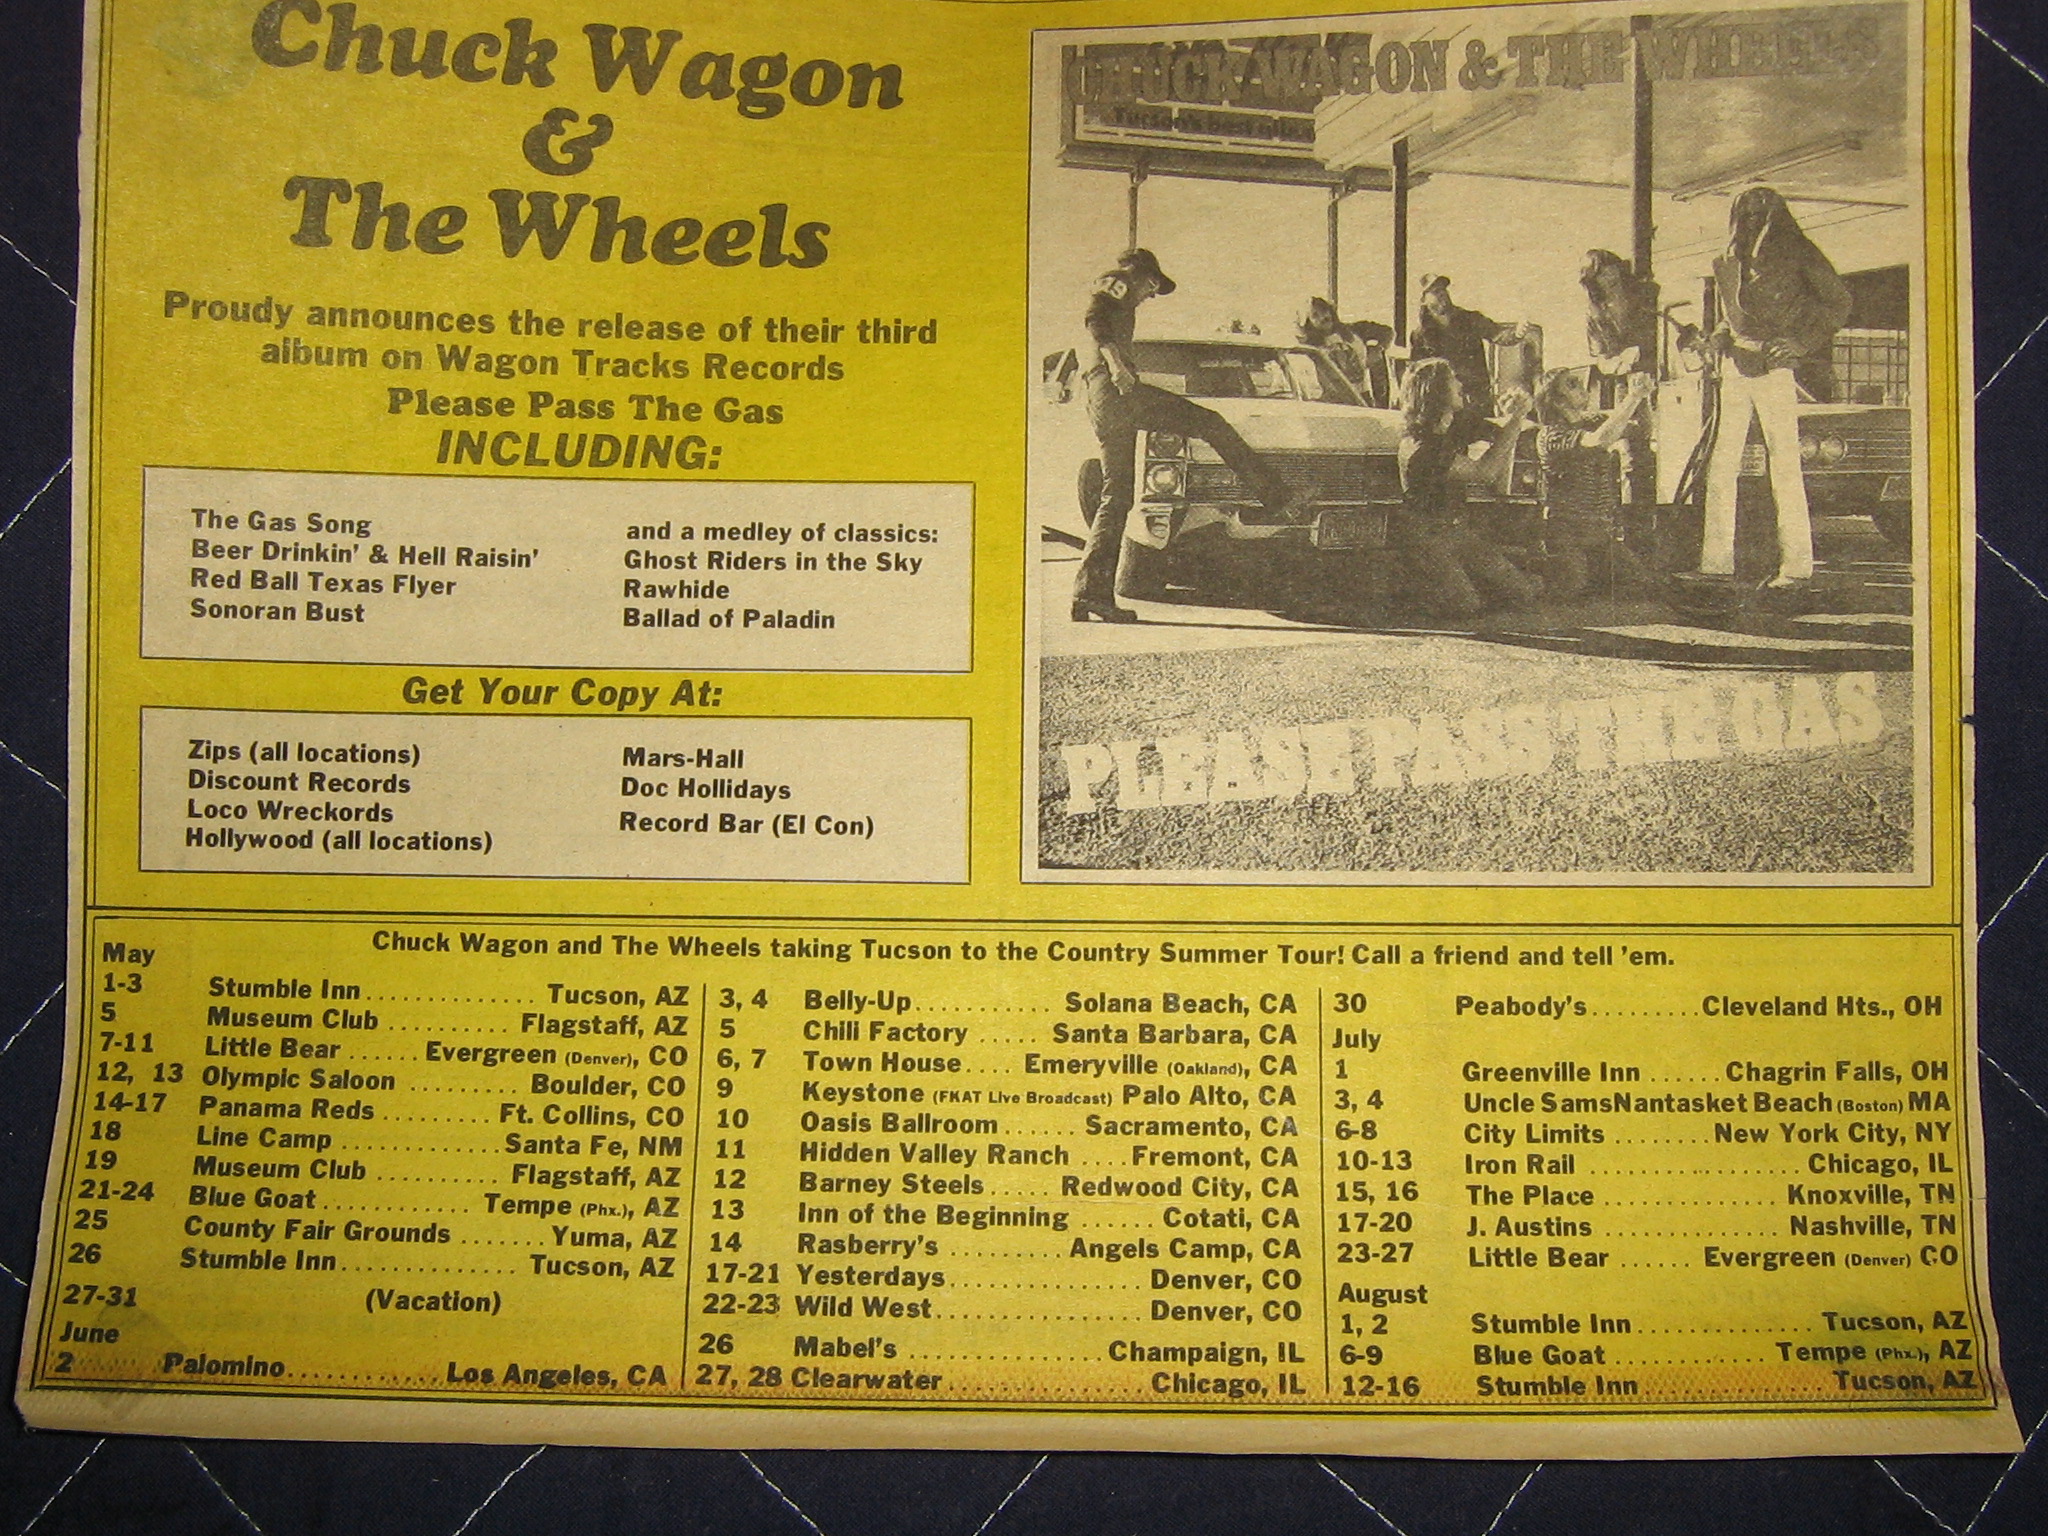 Chuck Wagon
&
The Wheels
Proudy announces the release of their third
album on Wagon Tracks Records
Please Pass The Gas
INCLUDING:
The Gas Song
Beer Drinkin' & Hell Raisin'
Red Ball Texas Flyer
Sonoran Bust
and a medley of classics:
Ghost Riders in the Sky
Rawhide
Ballad of Paladin
Get Your Copy At:
Zips (all locations)
Discount Records
Loco Wreckords
Hollywood (all locations)
Mars-Hall
Doc Hollidays
Record Bar (El Con)
CHUCK WAGON & THE WHEELS
19
PLEASE PASS THE GAS
Chuck Wagon and The Wheels taking Tucson to the Country Summer Tour! Call a friend and tell 'em.
May
1-3 Stumble Inn.............. Tucson, AZ
5 Museum Club .......... Flagstaff, AZ
7-11 Little Bear ...... Evergreen (Denver), CO
12, 13 Olympic Saloon ......... Boulder, CO
14-17 Panama Reds ......... Ft. Collins, CO
18 Line Camp ............. Santa Fe, NM
19 Museum Club .......... Flagstaff, AZ
21-24 Blue Goat ............ Tempe (Phx.), AZ
25 County Fair Grounds ....... Yuma, AZ
26 Stumble Inn.............. Tucson, AZ
27-31 (Vacation)
June
2 Palomino............ Los Angeles, CA
3, 4 Belly-Up........... Solana Beach, CA
5 Chili Factory ..... Santa Barbara, CA
6, 7 Town House.... Emeryville (Oakland), CA
9 Keystone (FKAT Live Broadcast) Palo Alto, CA
10 Oasis Ballroom...... Sacramento, CA
11 Hidden Valley Ranch ....Fremont, CA
12 Barney Steels..... Redwood City, CA
13 Inn of the Beginning ...... Cotati, CA
14 Rasberry's ......... Angels Camp, CA
17-21 Yesterdays................ Denver, CO
22-23 Wild West................. Denver, CO
26 Mabel's ................ Champaign, IL
27, 28 Clearwater ............... Chicago, IL
30 Peabody's.........Cleveland Hts., OH
July
1 Greenville Inn ...... Chagrin Falls, OH
3, 4 Uncle SamsNantasket Beach (Boston) MA
6-8 City Limits ........New York City, NY
10-13 Iron Rail .................. Chicago, IL
15, 16 The Place .............. Knoxville, TN
17-20 J. Austins .............. Nashville, TN
23-27 Little Bear ...... Evergreen (Denver) CO
August
1, 2 Stumble Inn.............. Tucson, AZ
6-9 Blue Goat ............ Tempe (Phx.), AZ
12-16 Stumble Inn .............. Tucson, AZ